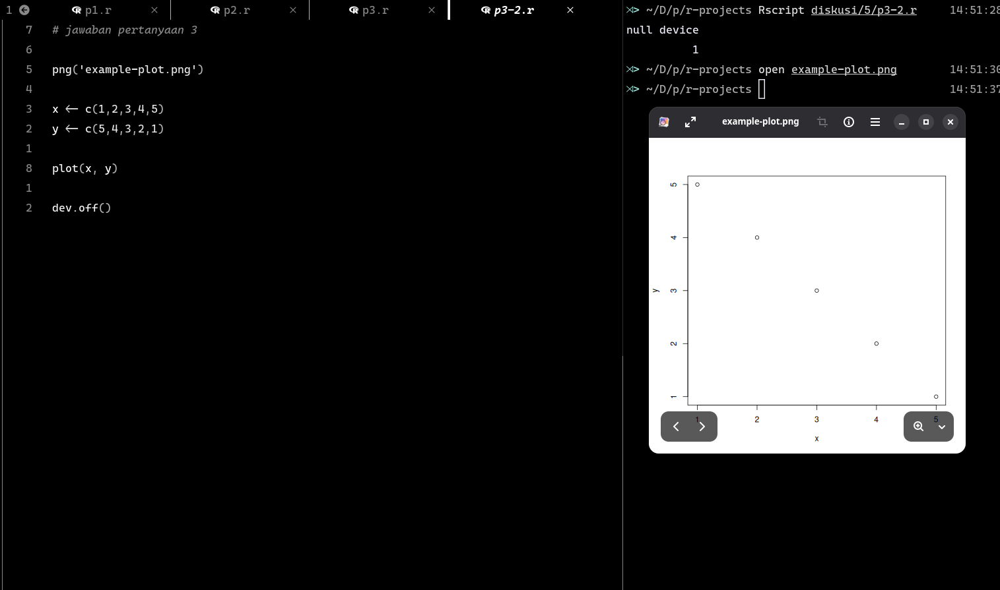 1 p1.r p2.r p3.r p3-2.r
7 # jawaban pertanyaan 3
6
5 png('example-plot.png')
4
3 x <- c(1,2,3,4,5)
2 y <- c(5,4,3,2,1)
1
8 plot(x, y)
1
2 dev.off()
~/D/p/r-projects Rscript diskusi/5/p3-2.r 14:51:28
null device
1
~/D/p/r-projects open example-plot.png 14:51:30
~/D/p/r-projects 14:51:37
example-plot.png
5
4
3
2
1
y
1 2 3 4 5
x